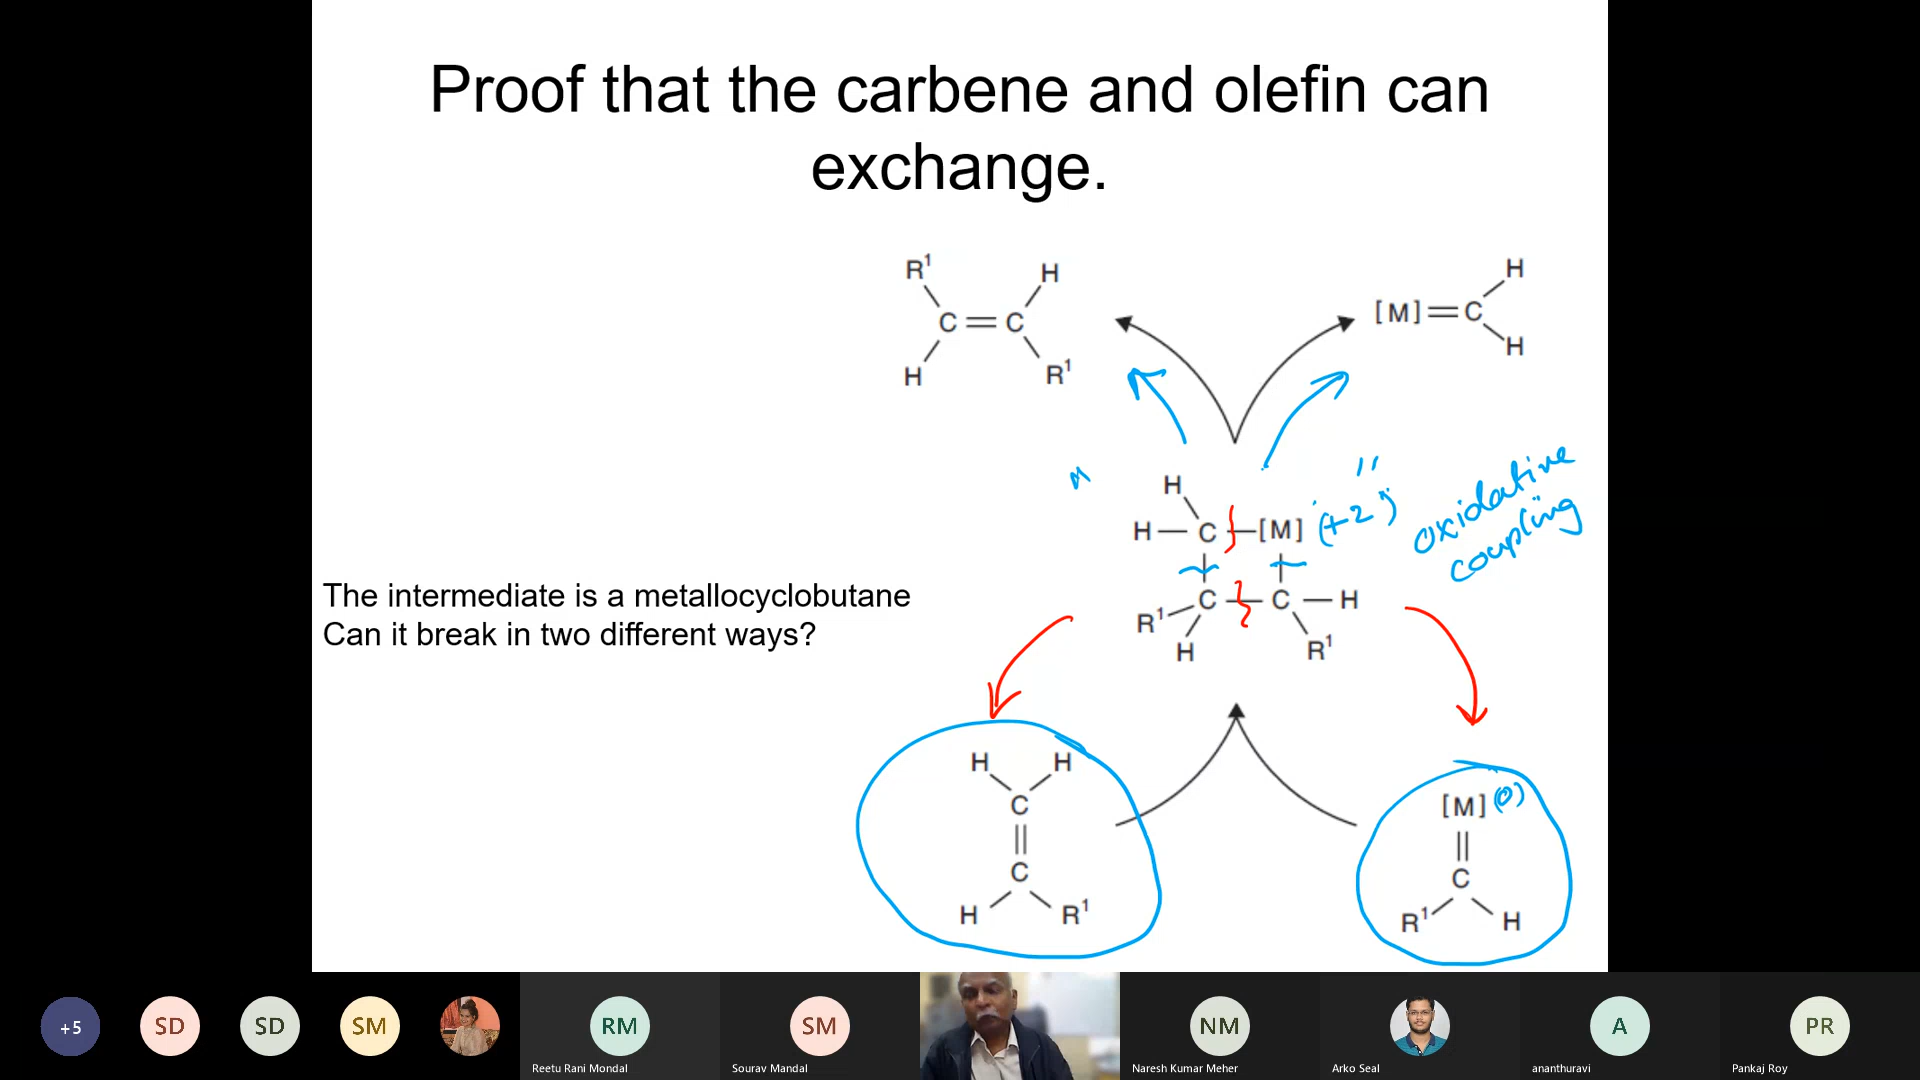 Proof that the carbene and olefin can
exchange.
R¹ H
C=C
H R¹
[M]=C
H
H
H
H—C—[M] (+2)
oxidative
coupling
C—C—H
R¹
H
R¹
The intermediate is a metallocyclobutane
Can it break in two different ways?
H H
C
||
C
H R¹
[M] (0)
||
C
R¹ H
+5
SD
SD
SM
RM
Reetu Rani Mondal
SM
Sourav Mandal
NM
Naresh Kumar Meher
Arko Seal
A
ananthuravi
PR
Pankaj Roy